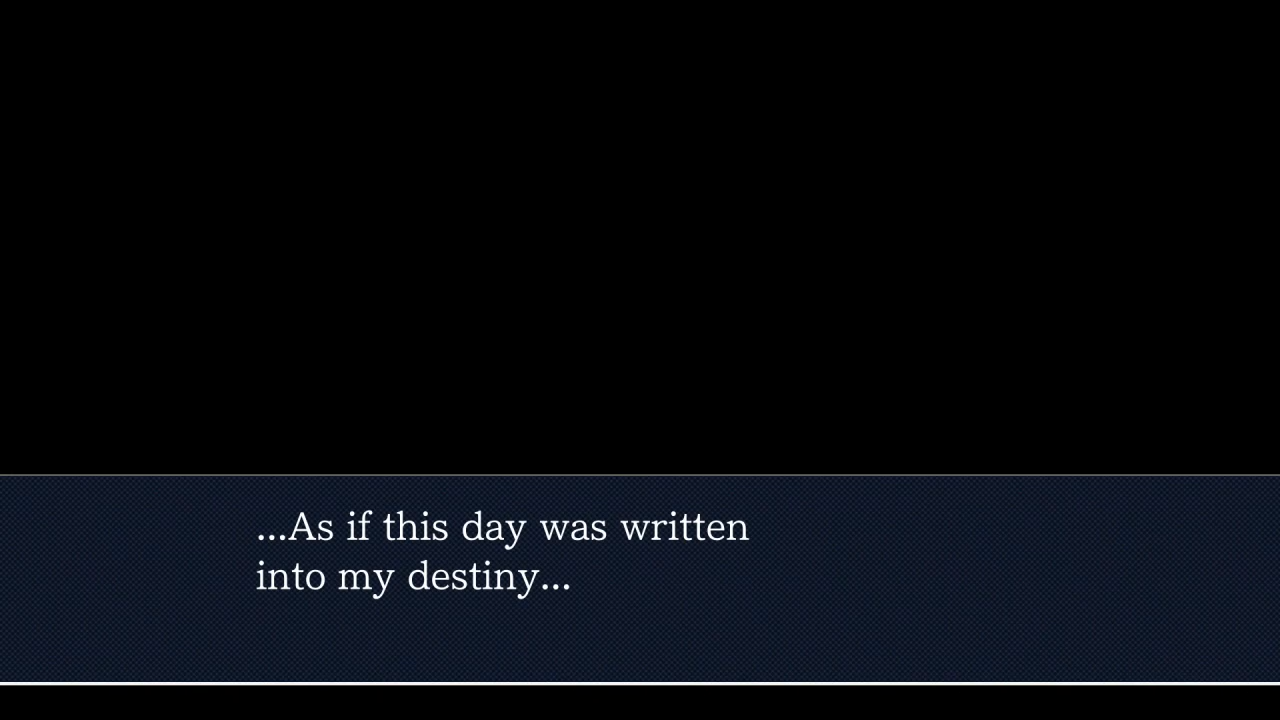 ...As if this day was written
into my destiny...